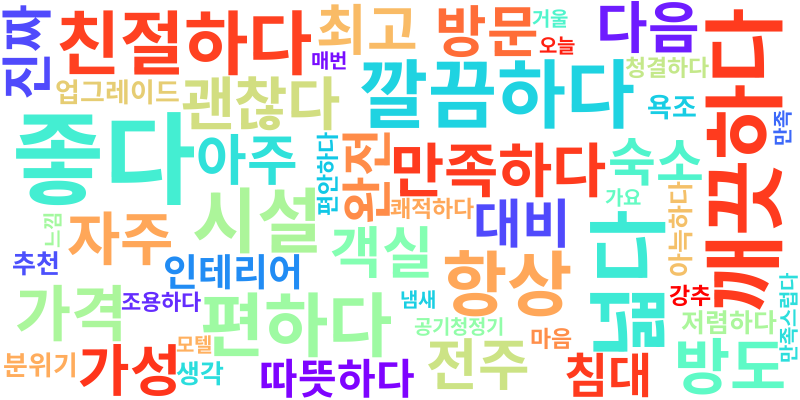 진짜
친절하다
최고
방문
거울
오늘
다음
깨끗하다
매번
업그레이드
괜찮다
깔끔하다
청결하다
욕조
만족
좋다
아주
편안하다
완전
만족하다
숙소
쾌적하다
가요
아늑하다
느낌
자주
시설
객실
대비
넓다
추천
인테리어
항상
가격
조용하다
편하다
냄새
공기청정기
강추
저렴하다
만족스럽다
분위기
가성
모텔
생각
따뜻하다
전주
마음
침대
방도